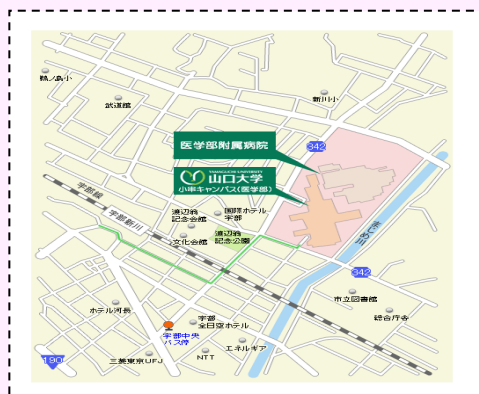 鵜ノ島小
武道館
新川小
医学部附属病院
342
YAMAGUCHI UNIVERSITY
山口大学
小串キャンパス(医学部)
宇部線
宇部新川
渡辺翁
記念会館
国際ホテル
宇部
渡辺翁
記念公園
文化会館
まじめ川
342
市立図書館
総合庁舎
ホテル河長
宇部
全日空ホテル
宇部中央
バス停
エネルギア
190
三菱東京UFJ
NTT